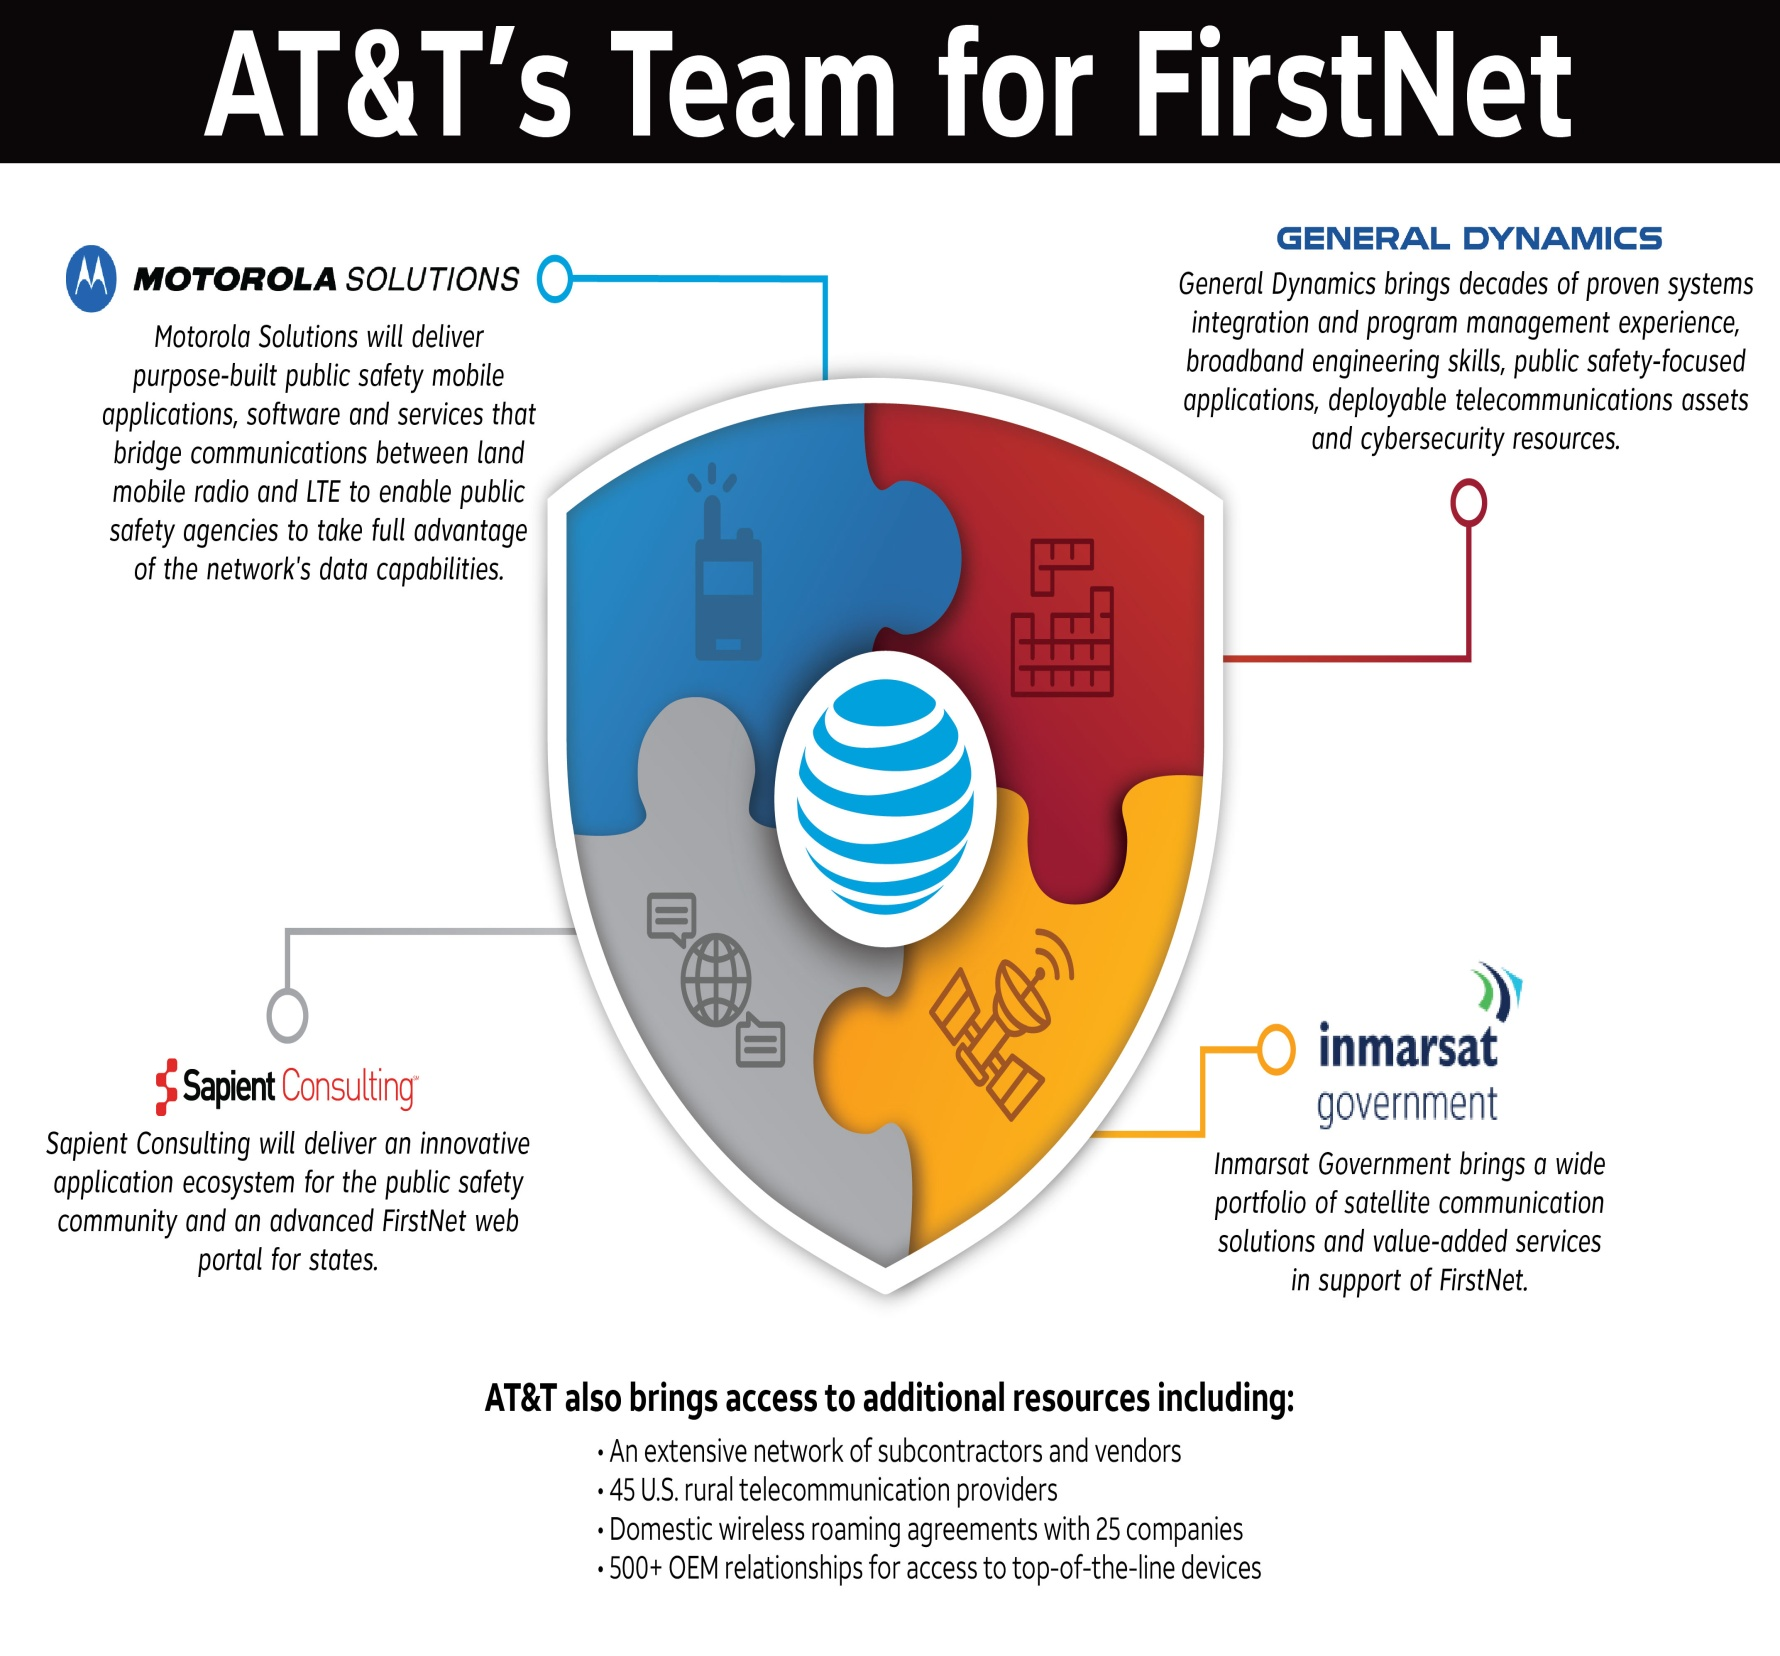 AT&T's Team for FirstNet
MOTOROLA SOLUTIONS
Motorola Solutions will deliver
purpose-built public safety mobile
applications, software and services that
bridge communications between land
mobile radio and LTE to enable public
safety agencies to take full advantage
of the network's data capabilities.
GENERAL DYNAMICS
General Dynamics brings decades of proven systems
integration and program management experience,
broadband engineering skills, public safety-focused
applications, deployable telecommunications assets
and cybersecurity resources.
Sapient Consulting
Sapient Consulting will deliver an innovative
application ecosystem for the public safety
community and an advanced FirstNet web
portal for states.
inmarsat
government
Inmarsat Government brings a wide
portfolio of satellite communication
solutions and value-added services
in support of FirstNet.
AT&T also brings access to additional resources including:
• An extensive network of subcontractors and vendors
• 45 U.S. rural telecommunication providers
• Domestic wireless roaming agreements with 25 companies
• 500+ OEM relationships for access to top-of-the-line devices